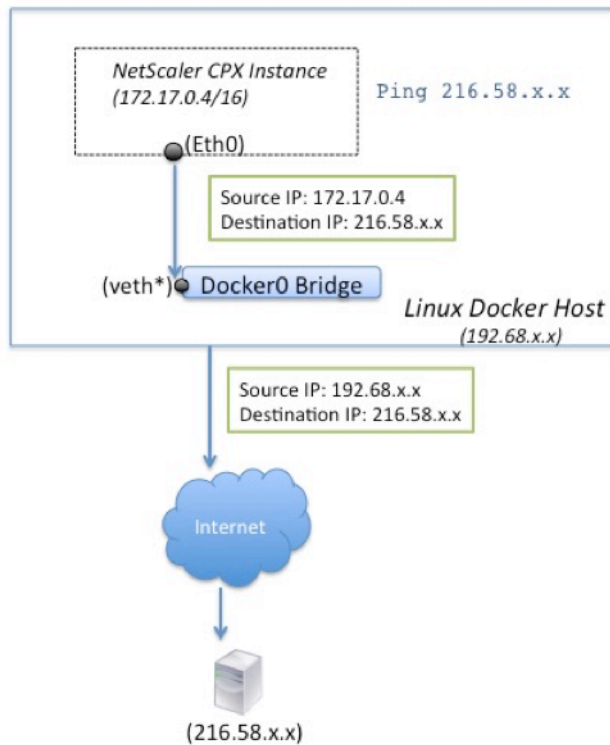 NetScaler CPX Instance
(172.17.0.4/16)
Ping 216.58.x.x
(Eth0)
Source IP: 172.17.0.4
Destination IP: 216.58.x.x
(veth*)
Docker0 Bridge
Linux Docker Host
(192.68.x.x)
Source IP: 192.68.x.x
Destination IP: 216.58.x.x
Internet
(216.58.x.x)